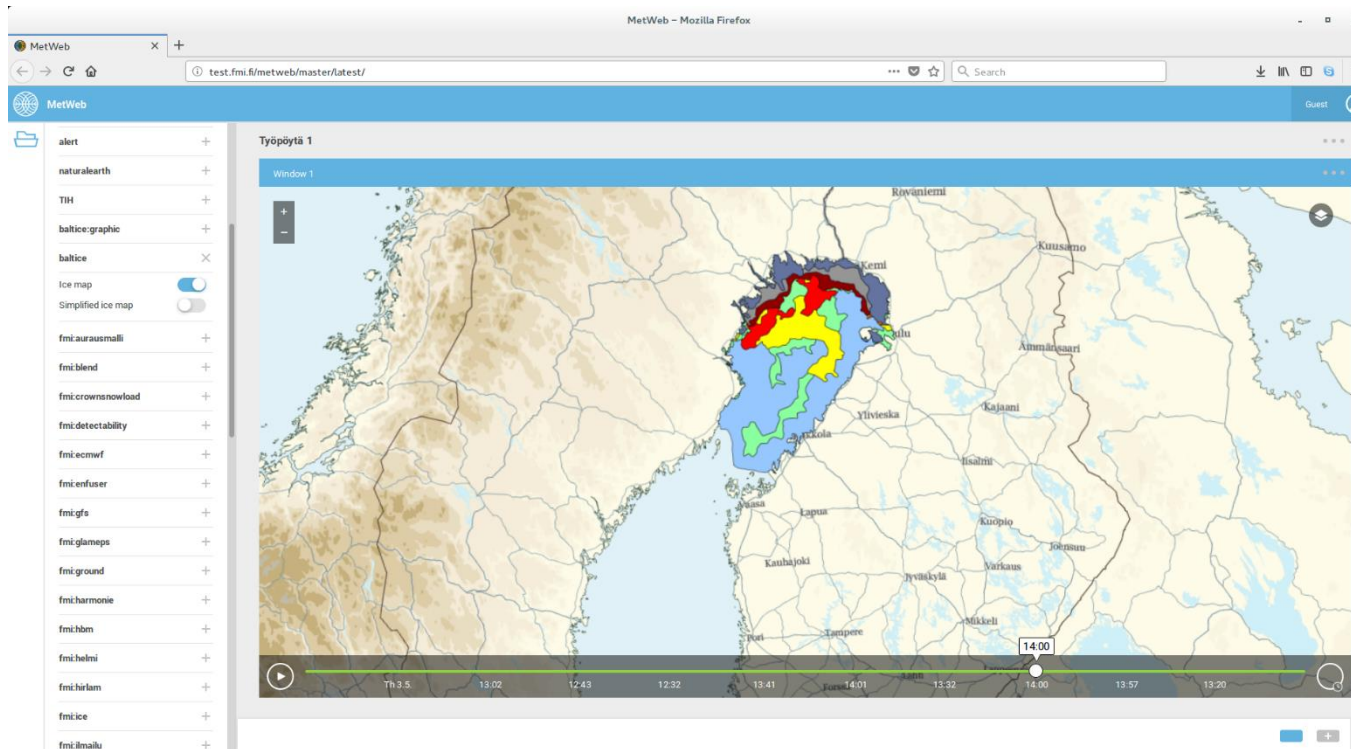 MetWeb – Mozilla Firefox
MetWeb
test.fmi.fi/metweb/master/latest/
Search
MetWeb
Guest
alert
naturalearth
TIH
baltice:graphic
baltice
Ice map
Simplified ice map
fmi:aurausmalli
fmi:blend
fmi:crownsnowload
fmi:detectability
fmi:ecmwf
fmi:enfuser
fmi:gfs
fmi:glameps
fmi:ground
fmi:harmonie
fmi:hbm
fmi:helmi
fmi:hirlam
fmi:ice
fmi:ilmailu
Työpöytä 1
Window 1
Rovaniemi
Kuusamo
Kemi
Ämmänsaari
Ylivieska
Kajaani
Iisalmi
Vaasa
Lapua
Kuopio
Joensuu
Kauhajoki
Varkaus
Jyväskylä
Mikkeli
Pori
Tampere
14:00
Th 3.5.
13:02
12:43
12:32
13:41
14:01
13:32
14:00
13:57
13:20